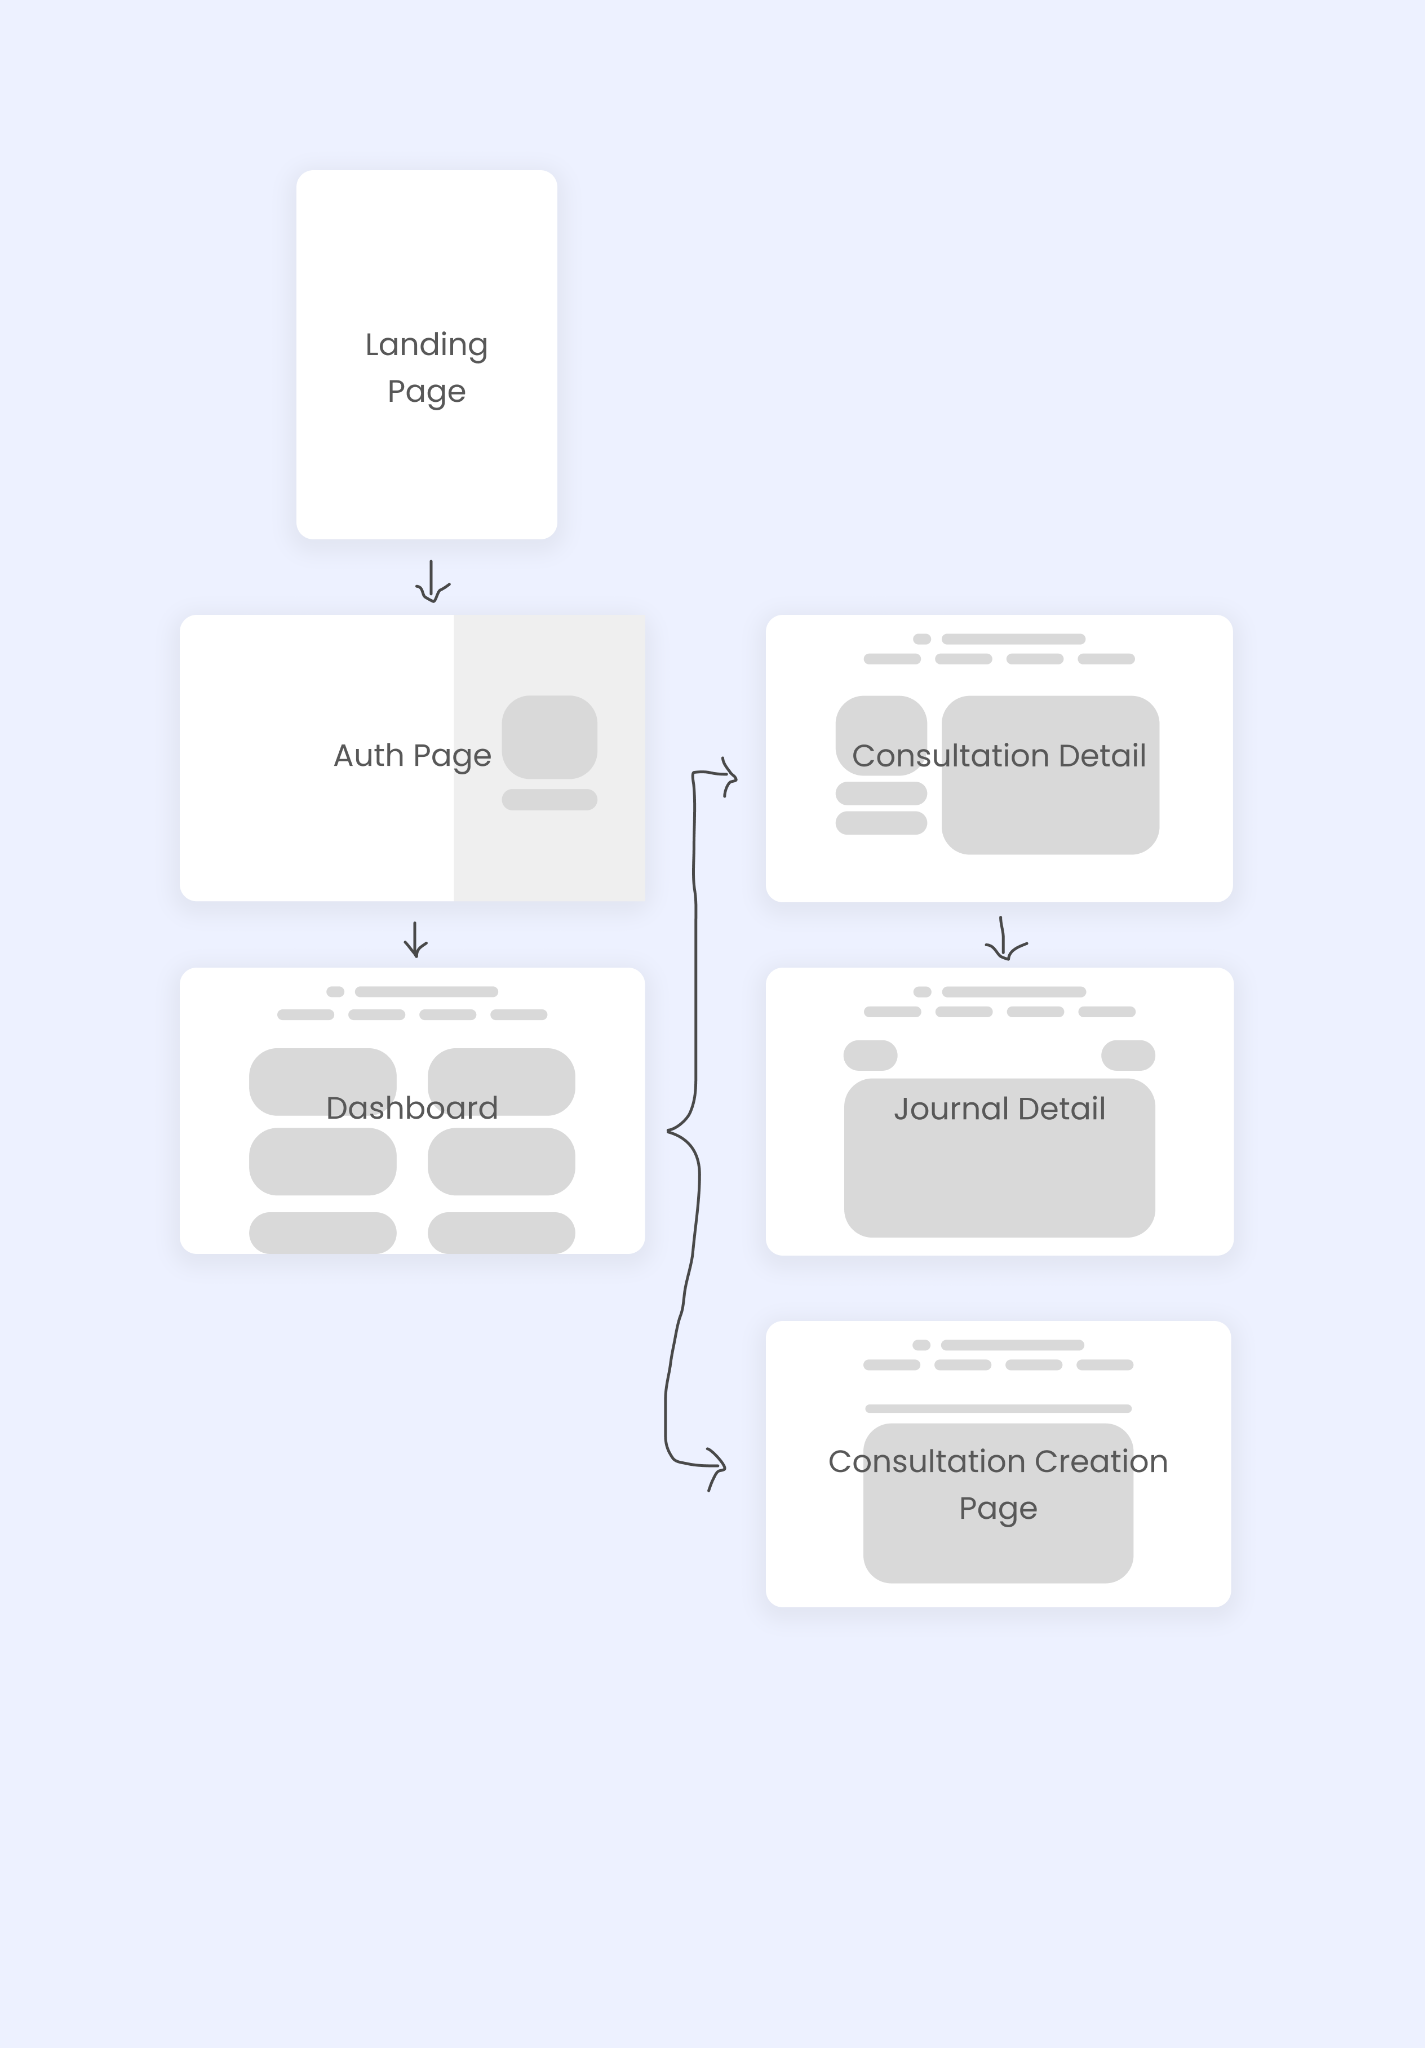 Landing
Page
Auth Page
Dashboard
Consultation Detail
Journal Detail
Consultation Creation
Page